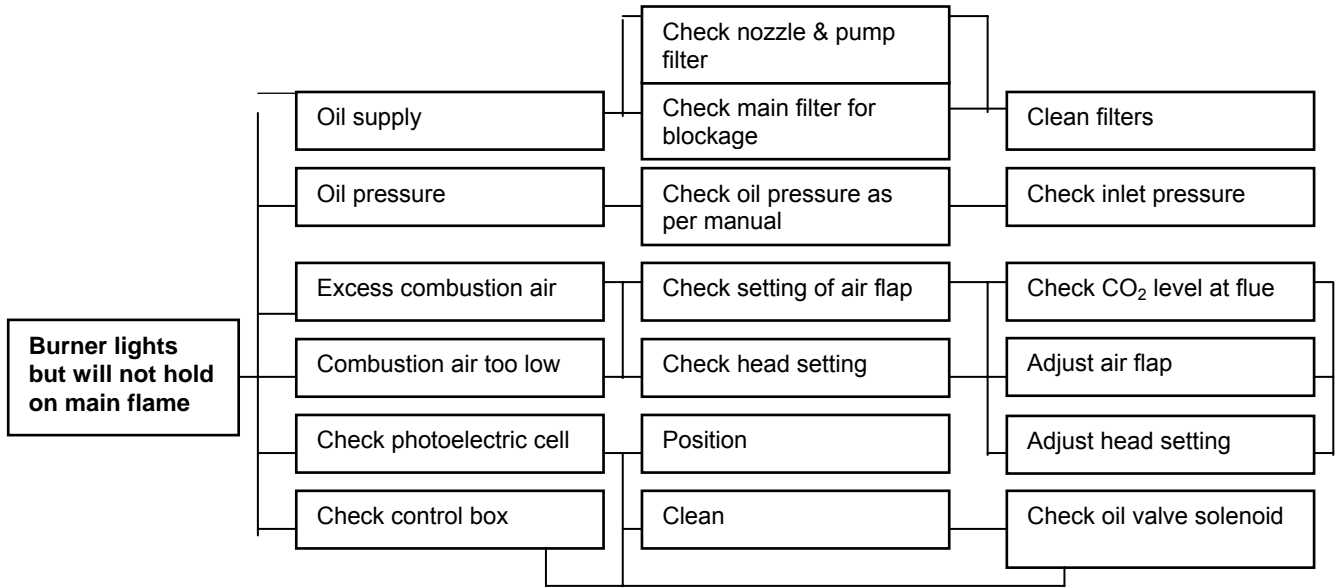 Check nozzle & pump
filter
Oil supply
Check main filter for
blockage
Clean filters
Oil pressure
Check oil pressure as
per manual
Check inlet pressure
Excess combustion air
Check setting of air flap
Check CO₂ level at flue
Burner lights
but will not hold
on main flame
Combustion air too low
Check head setting
Adjust air flap
Check photoelectric cell
Position
Adjust head setting
Check control box
Clean
Check oil valve solenoid